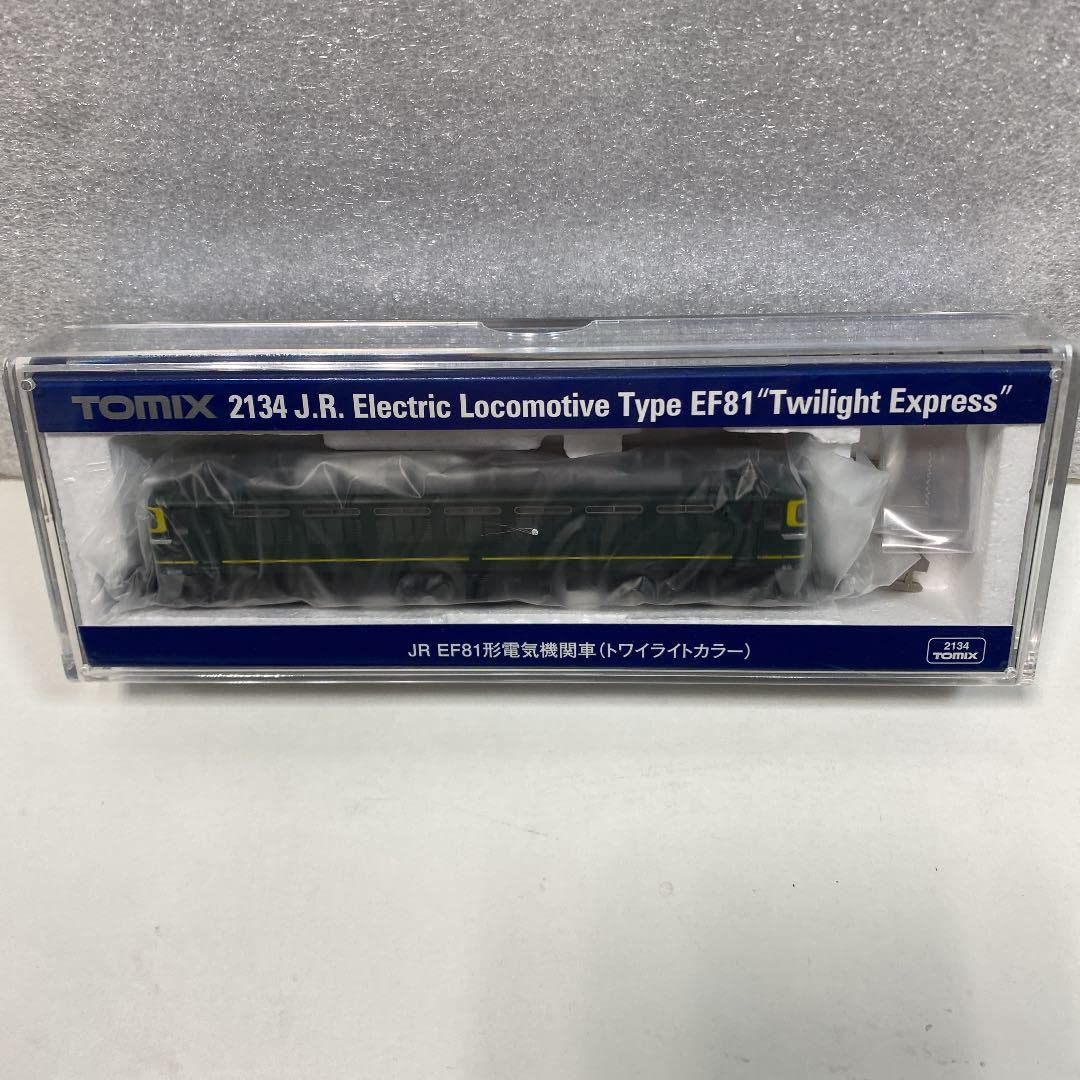 TOMIX 2134 J.R. Electric Locomotive Type EF81 "Twilight Express"
JR EF81形電気機関車(トワイライトカラー)
2134
TOMIX